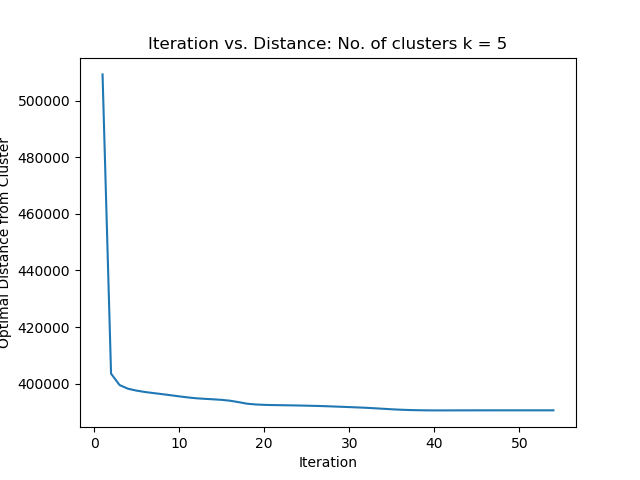 Iteration vs. Distance: No. of clusters k = 5
500000
480000
460000
440000
420000
400000
Optimal Distance from Cluster
0 10 20 30 40 50
Iteration